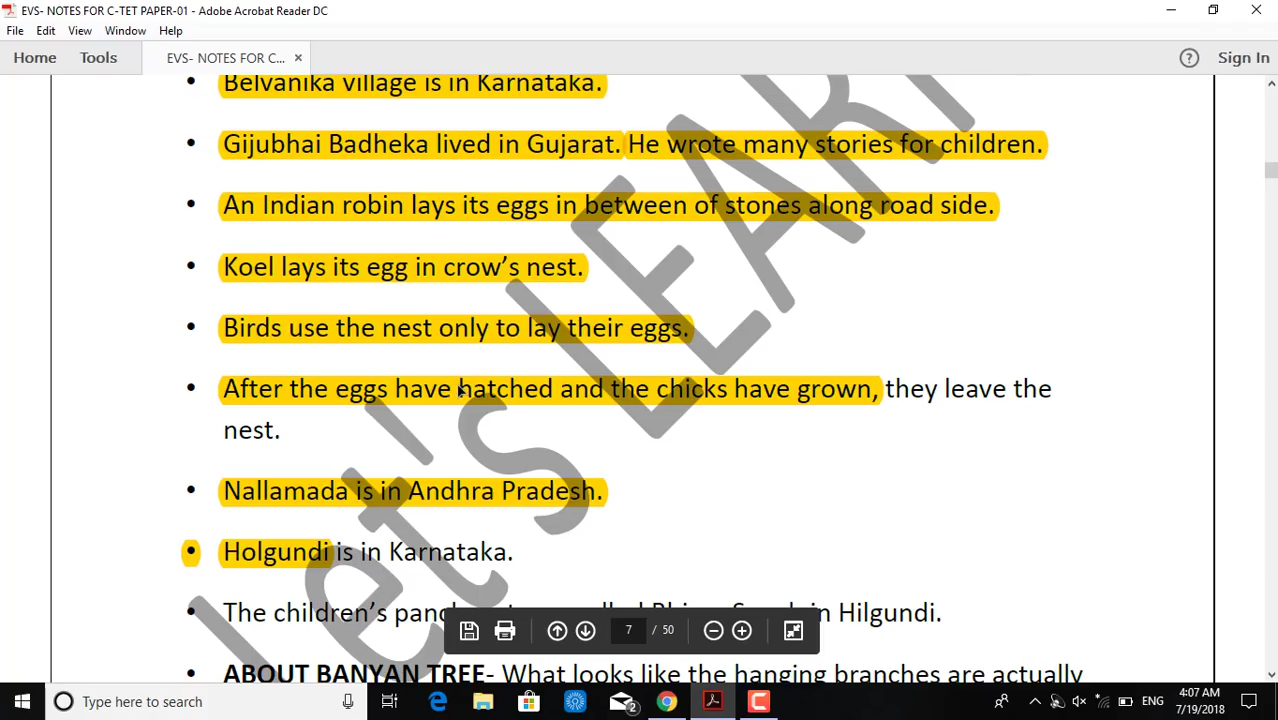 EVS- NOTES FOR C-TET PAPER-01 - Adobe Acrobat Reader DC
File Edit View Window Help
Home Tools EVS- NOTES FOR C... × Sign In
• Belvanika village is in Karnataka.
• Gijubhai Badheka lived in Gujarat. He wrote many stories for children.
• An Indian robin lays its eggs in between of stones along road side.
• Koel lays its egg in crow's nest.
• Birds use the nest only to lay their eggs.
• After the eggs have hatched and the chicks have grown, they leave the
nest.
• Nallamada is in Andhra Pradesh.
• Holgundi is in Karnataka.
• The children's in Hilgundi.
• ABOUT BANYAN TREE- What looks like the hanging branches are actually
Let's LEAR
7 / 50
Type here to search
2
ENG
4:07 AM
7/19/2018